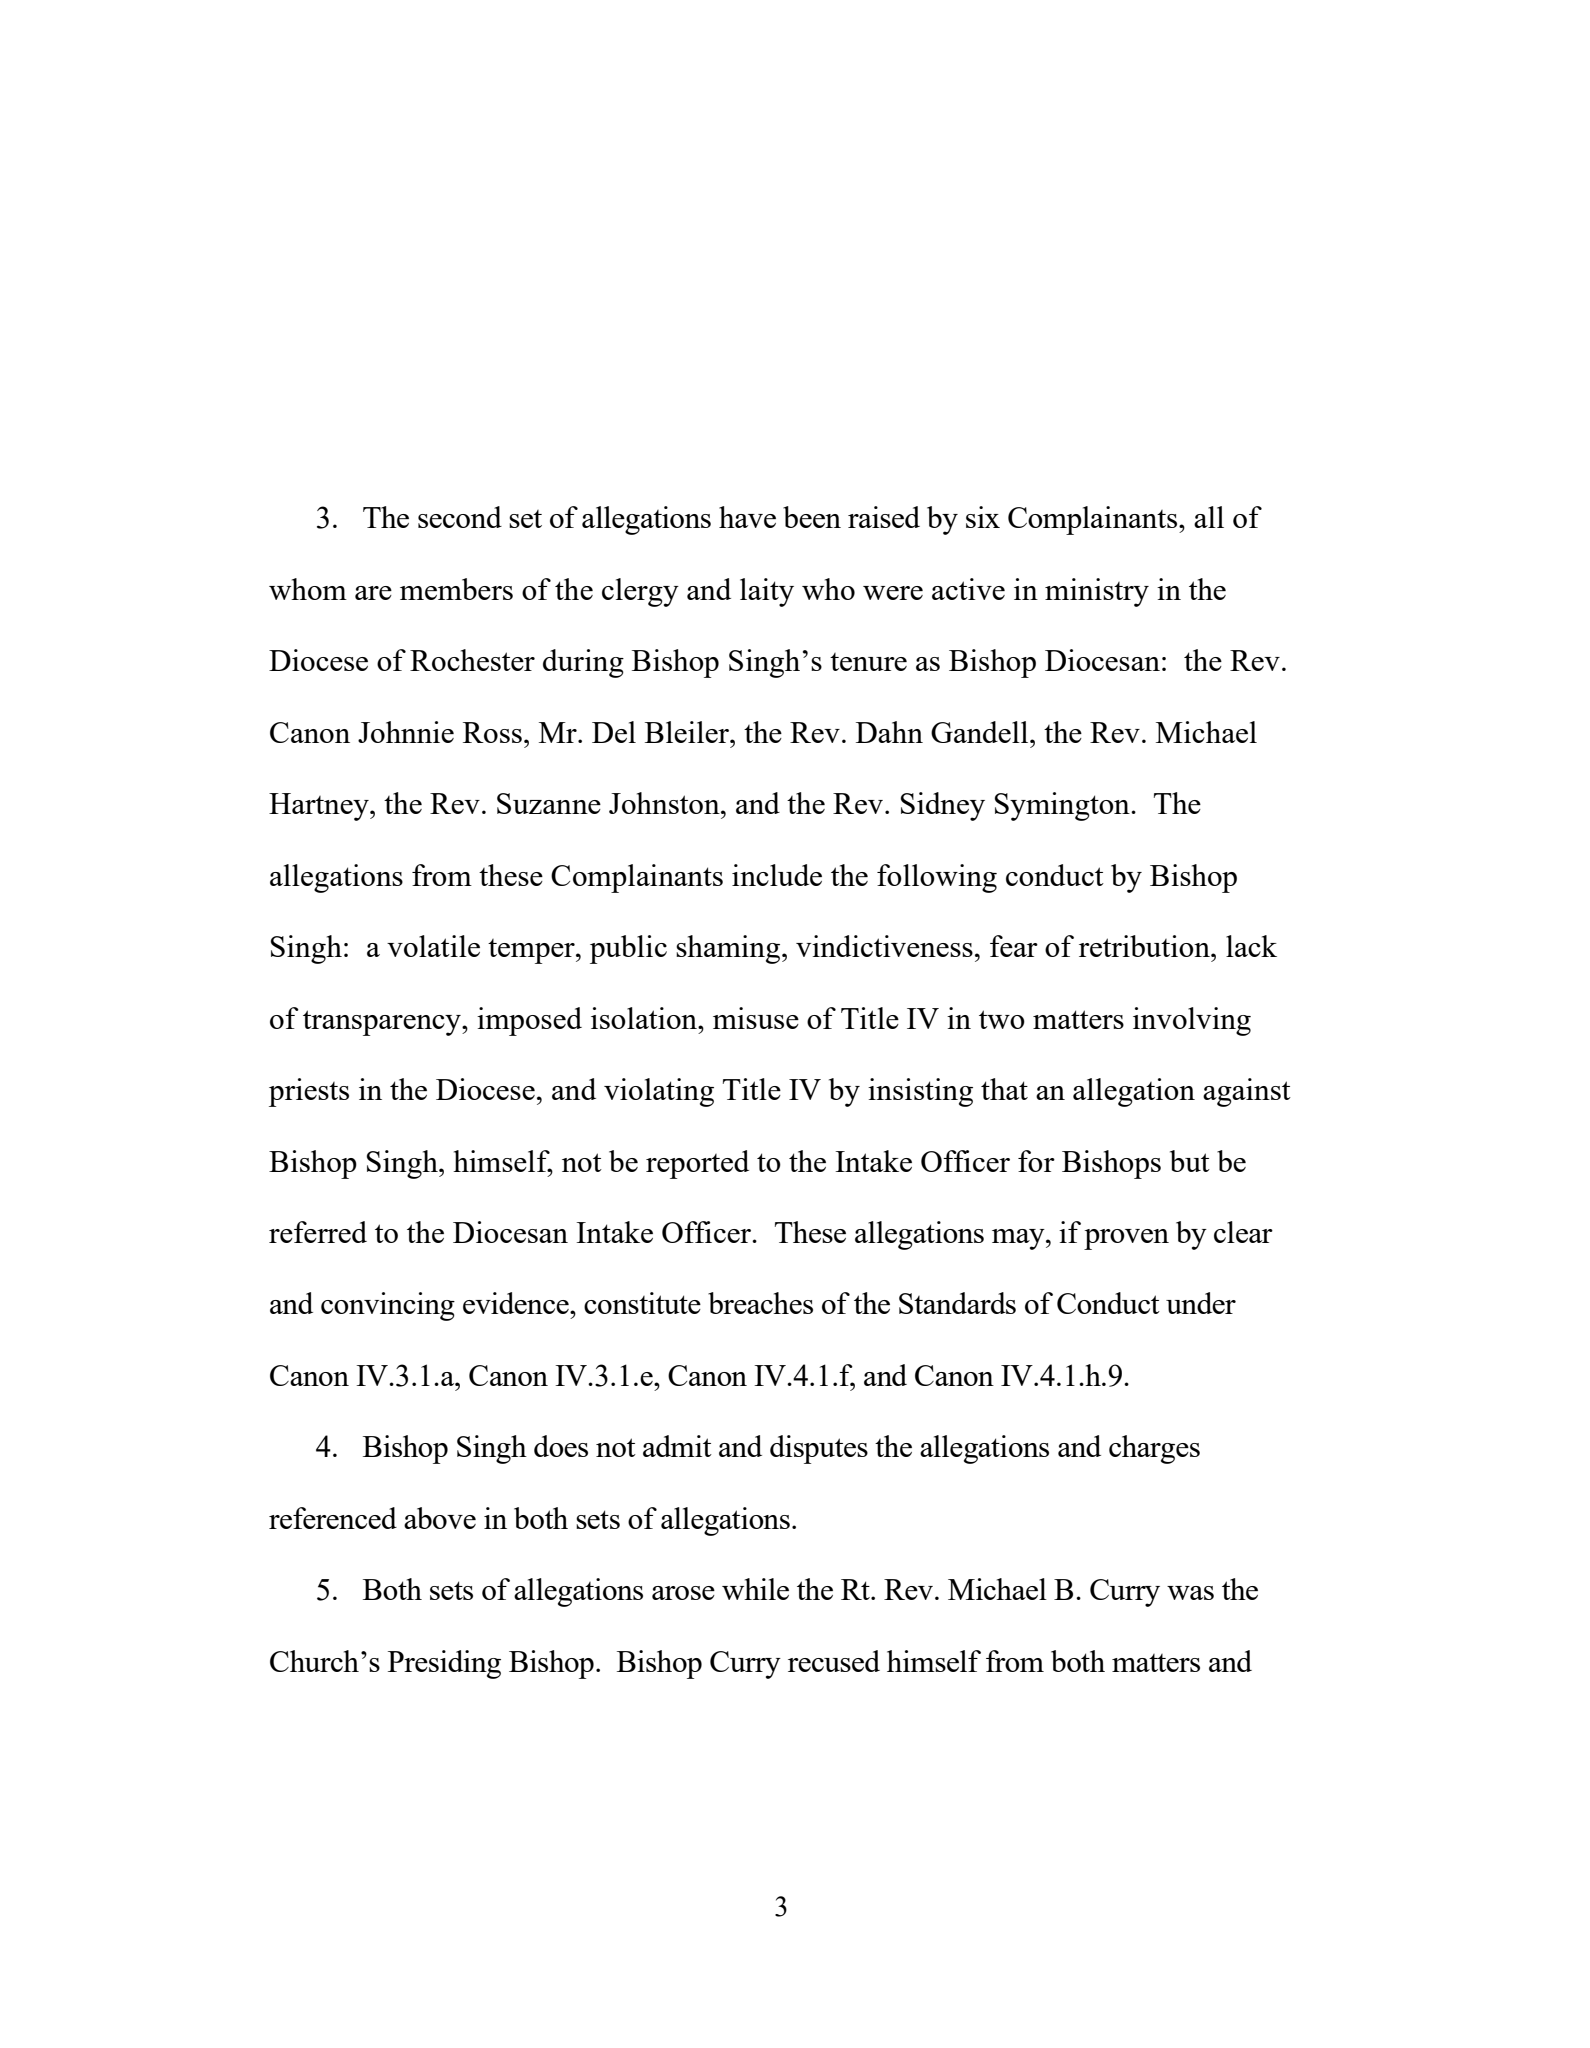 3. The second set of allegations have been raised by six Complainants, all of
whom are members of the clergy and laity who were active in ministry in the
Diocese of Rochester during Bishop Singh’s tenure as Bishop Diocesan: the Rev.
Canon Johnnie Ross, Mr. Del Bleiler, the Rev. Dahn Gandell, the Rev. Michael
Hartney, the Rev. Suzanne Johnston, and the Rev. Sidney Symington. The
allegations from these Complainants include the following conduct by Bishop
Singh: a volatile temper, public shaming, vindictiveness, fear of retribution, lack
of transparency, imposed isolation, misuse of Title IV in two matters involving
priests in the Diocese, and violating Title IV by insisting that an allegation against
Bishop Singh, himself, not be reported to the Intake Officer for Bishops but be
referred to the Diocesan Intake Officer. These allegations may, if proven by clear
and convincing evidence, constitute breaches of the Standards of Conduct under
Canon IV.3.1.a, Canon IV.3.1.e, Canon IV.4.1.f, and Canon IV.4.1.h.9.
4. Bishop Singh does not admit and disputes the allegations and charges
referenced above in both sets of allegations.
5. Both sets of allegations arose while the Rt. Rev. Michael B. Curry was the
Church’s Presiding Bishop. Bishop Curry recused himself from both matters and
3